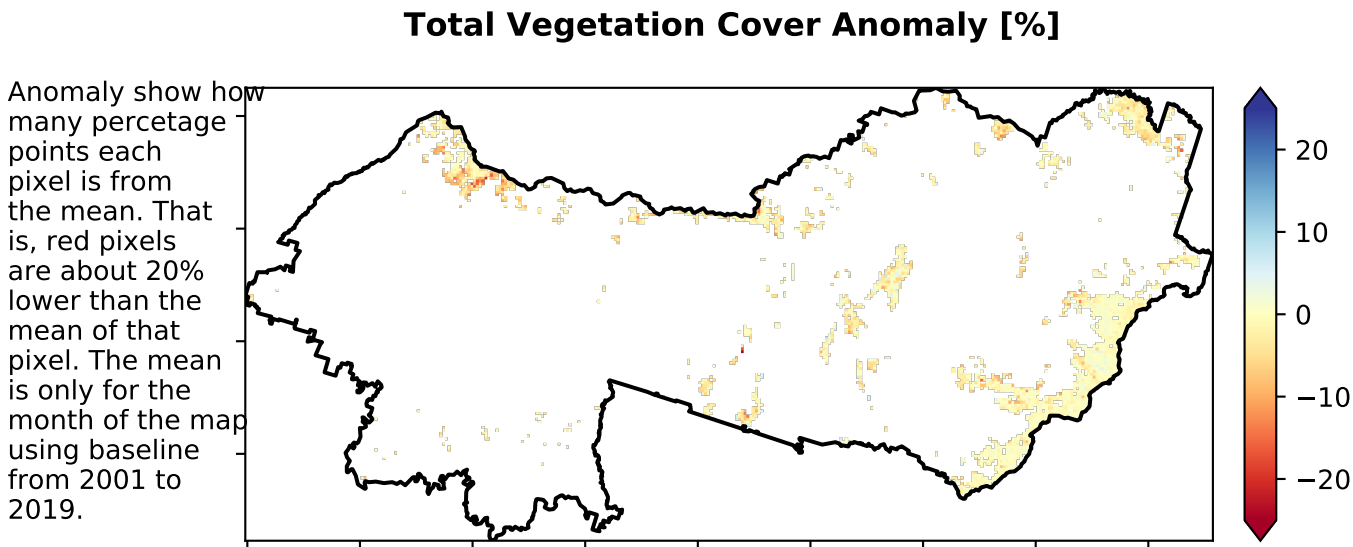 Total Vegetation Cover Anomaly [%]
Anomaly show how
many percetage
points each
pixel is from
the mean. That
is, red pixels
are about 20%
lower than the
mean of that
pixel. The mean
is only for the
month of the map
using baseline
from 2001 to
2019.
20
10
0
−10
−20